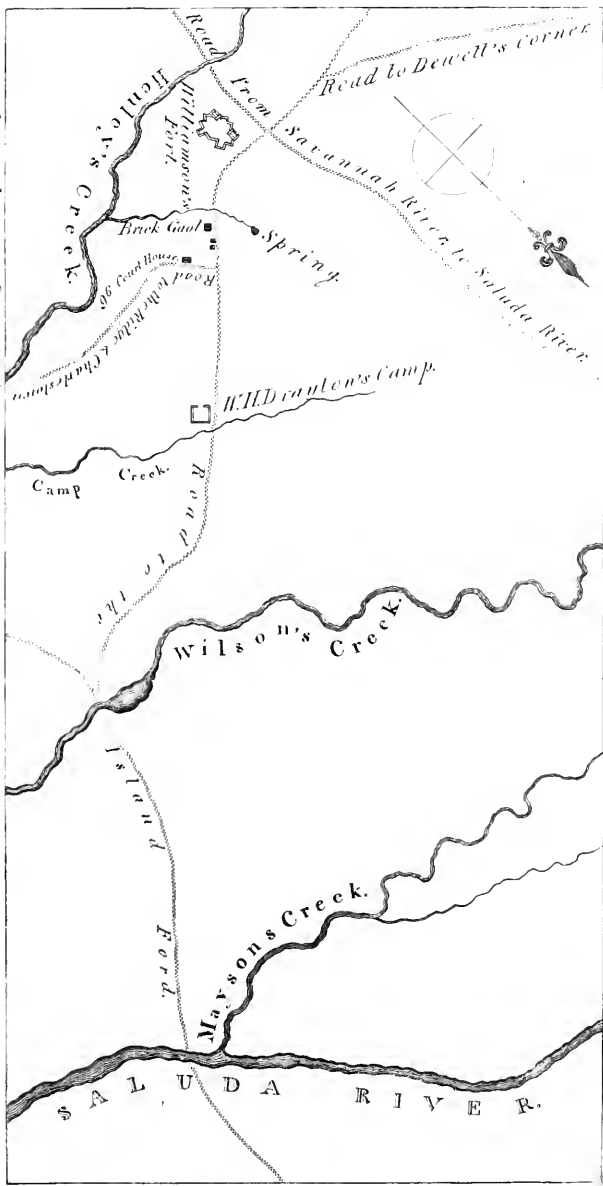 Road from Savannah River, to Saluda River.
Road to Dewell's Corner.
Henley's Creek.
Williamson's
Fort.
Brick Gaol
Spring.
96 Court House.
Road to the Ridge & Charlestown
W.H.Drayton's Camp.
Camp Creek.
Road to the
Island Ford.
Wilson's Creek.
Maysons Creek.
SALUDA RIVER.